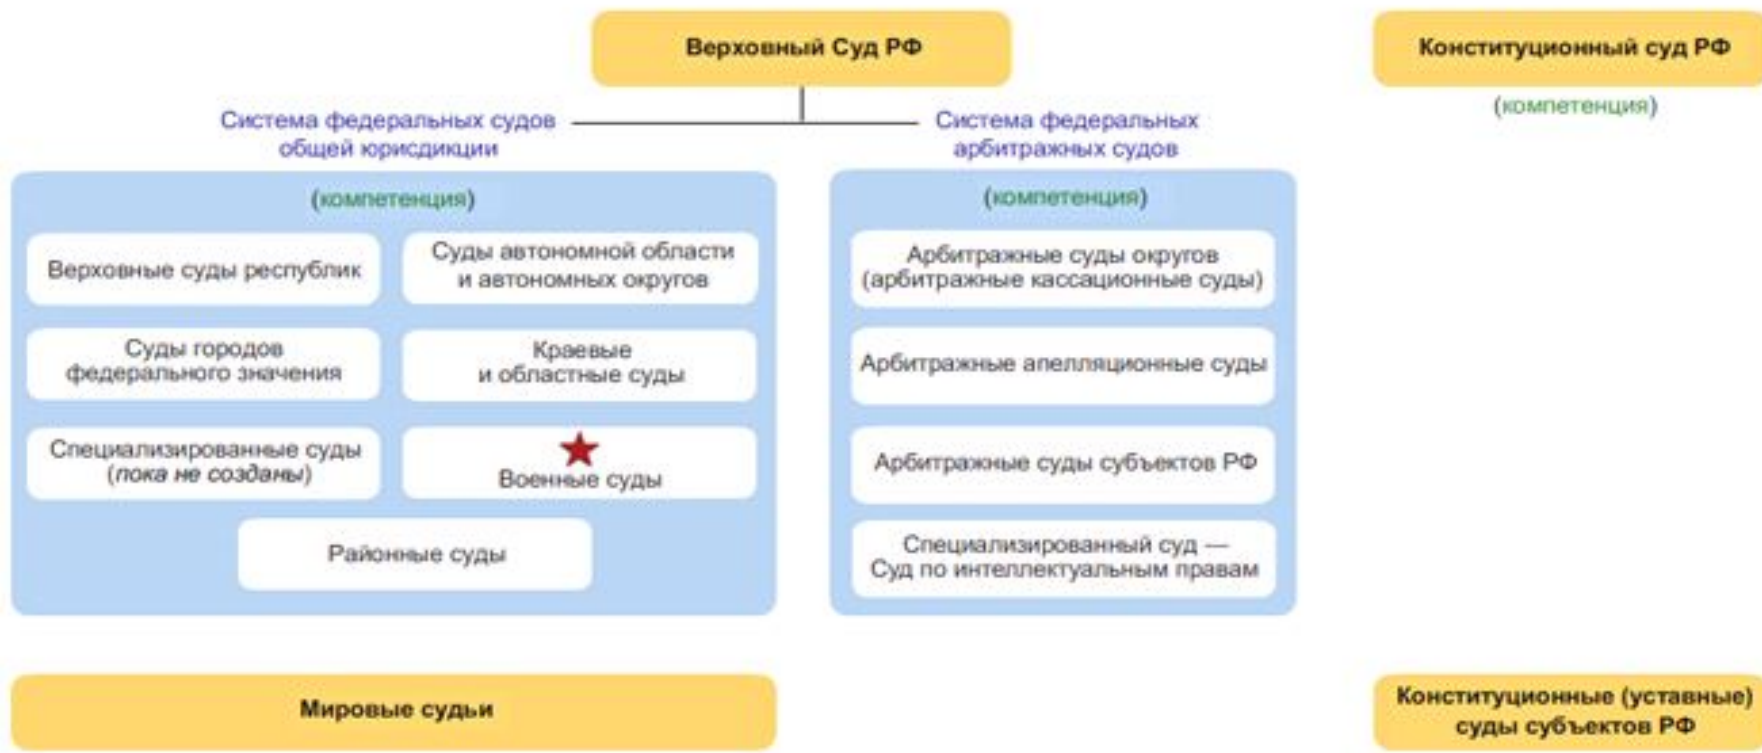 Верховный Суд РФ
Конституционный суд РФ
(компетенция)
Система федеральных судов
общей юрисдикции
Система федеральных
арбитражных судов
(компетенция)
Верховные суды республик
Суды автономной области
и автономных округов
Суды городов
федерального значения
Краевые
и областные суды
Специализированные суды
(пока не созданы)
Военные суды
Районные суды
(компетенция)
Арбитражные суды округов
(арбитражные кассационные суды)
Арбитражные апелляционные суды
Арбитражные суды субъектов РФ
Специализированный суд —
Суд по интеллектуальным правам
Мировые судьи
Конституционные (уставные)
суды субъектов РФ